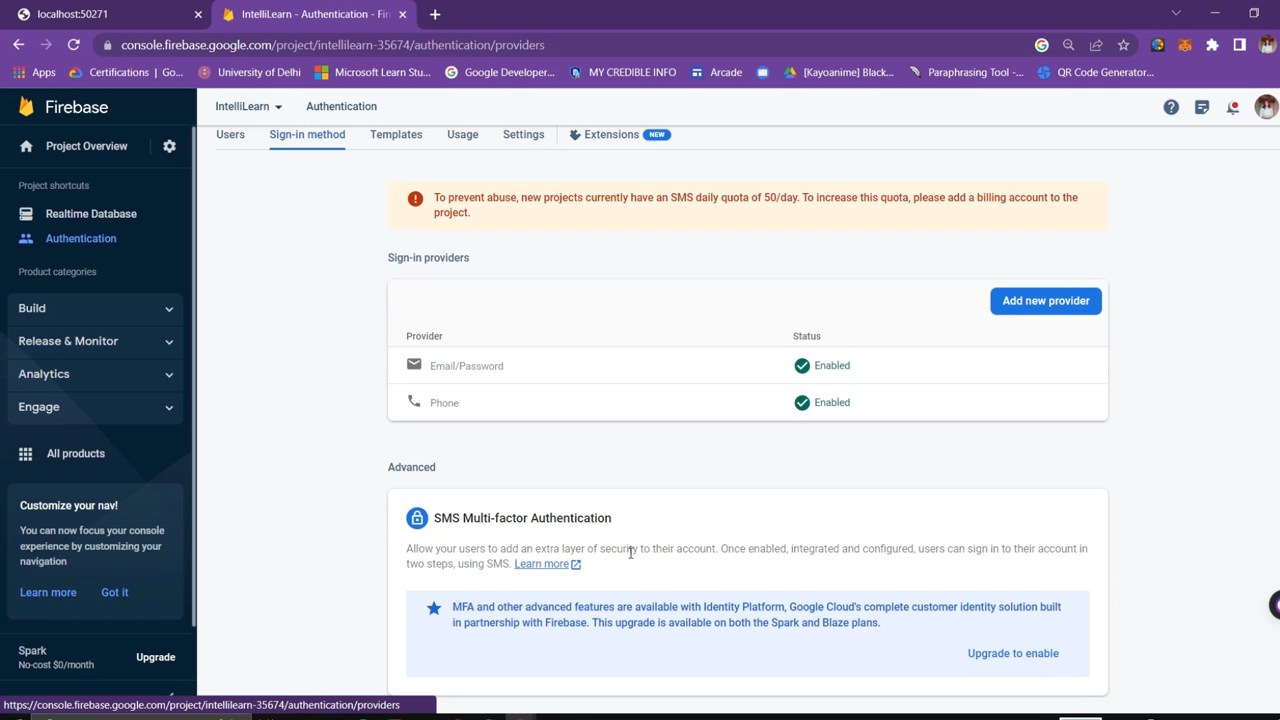 localhost:50271
IntelliLearn - Authentication - Fir
console.firebase.google.com/project/intellilearn-35674/authentication/providers
Apps
Certifications | Go...
University of Delhi
Microsoft Learn Stu...
Google Developer...
MY CREDIBLE INFO
Arcade
[Kayoanime] Black...
Paraphrasing Tool -...
QR Code Generator...
Firebase
IntelliLearn
Authentication
Users
Sign-in method
Templates
Usage
Settings
Extensions
NEW
Project Overview
Project shortcuts
Realtime Database
Authentication
Product categories
Build
Release & Monitor
Analytics
Engage
All products
Customize your nav!
You can now focus your console
experience by customizing your
navigation
Learn more
Got it
Spark
No-cost $0/month
Upgrade
To prevent abuse, new projects currently have an SMS daily quota of 50/day. To increase this quota, please add a billing account to the
project.
Sign-in providers
Add new provider
Provider
Status
Email/Password
Enabled
Phone
Enabled
Advanced
SMS Multi-factor Authentication
Allow your users to add an extra layer of security to their account. Once enabled, integrated and configured, users can sign in to their account in
two steps, using SMS. Learn more
MFA and other advanced features are available with Identity Platform, Google Cloud's complete customer identity solution built
in partnership with Firebase. This upgrade is available on both the Spark and Blaze plans.
Upgrade to enable
https://console.firebase.google.com/project/intellilearn-35674/authentication/providers